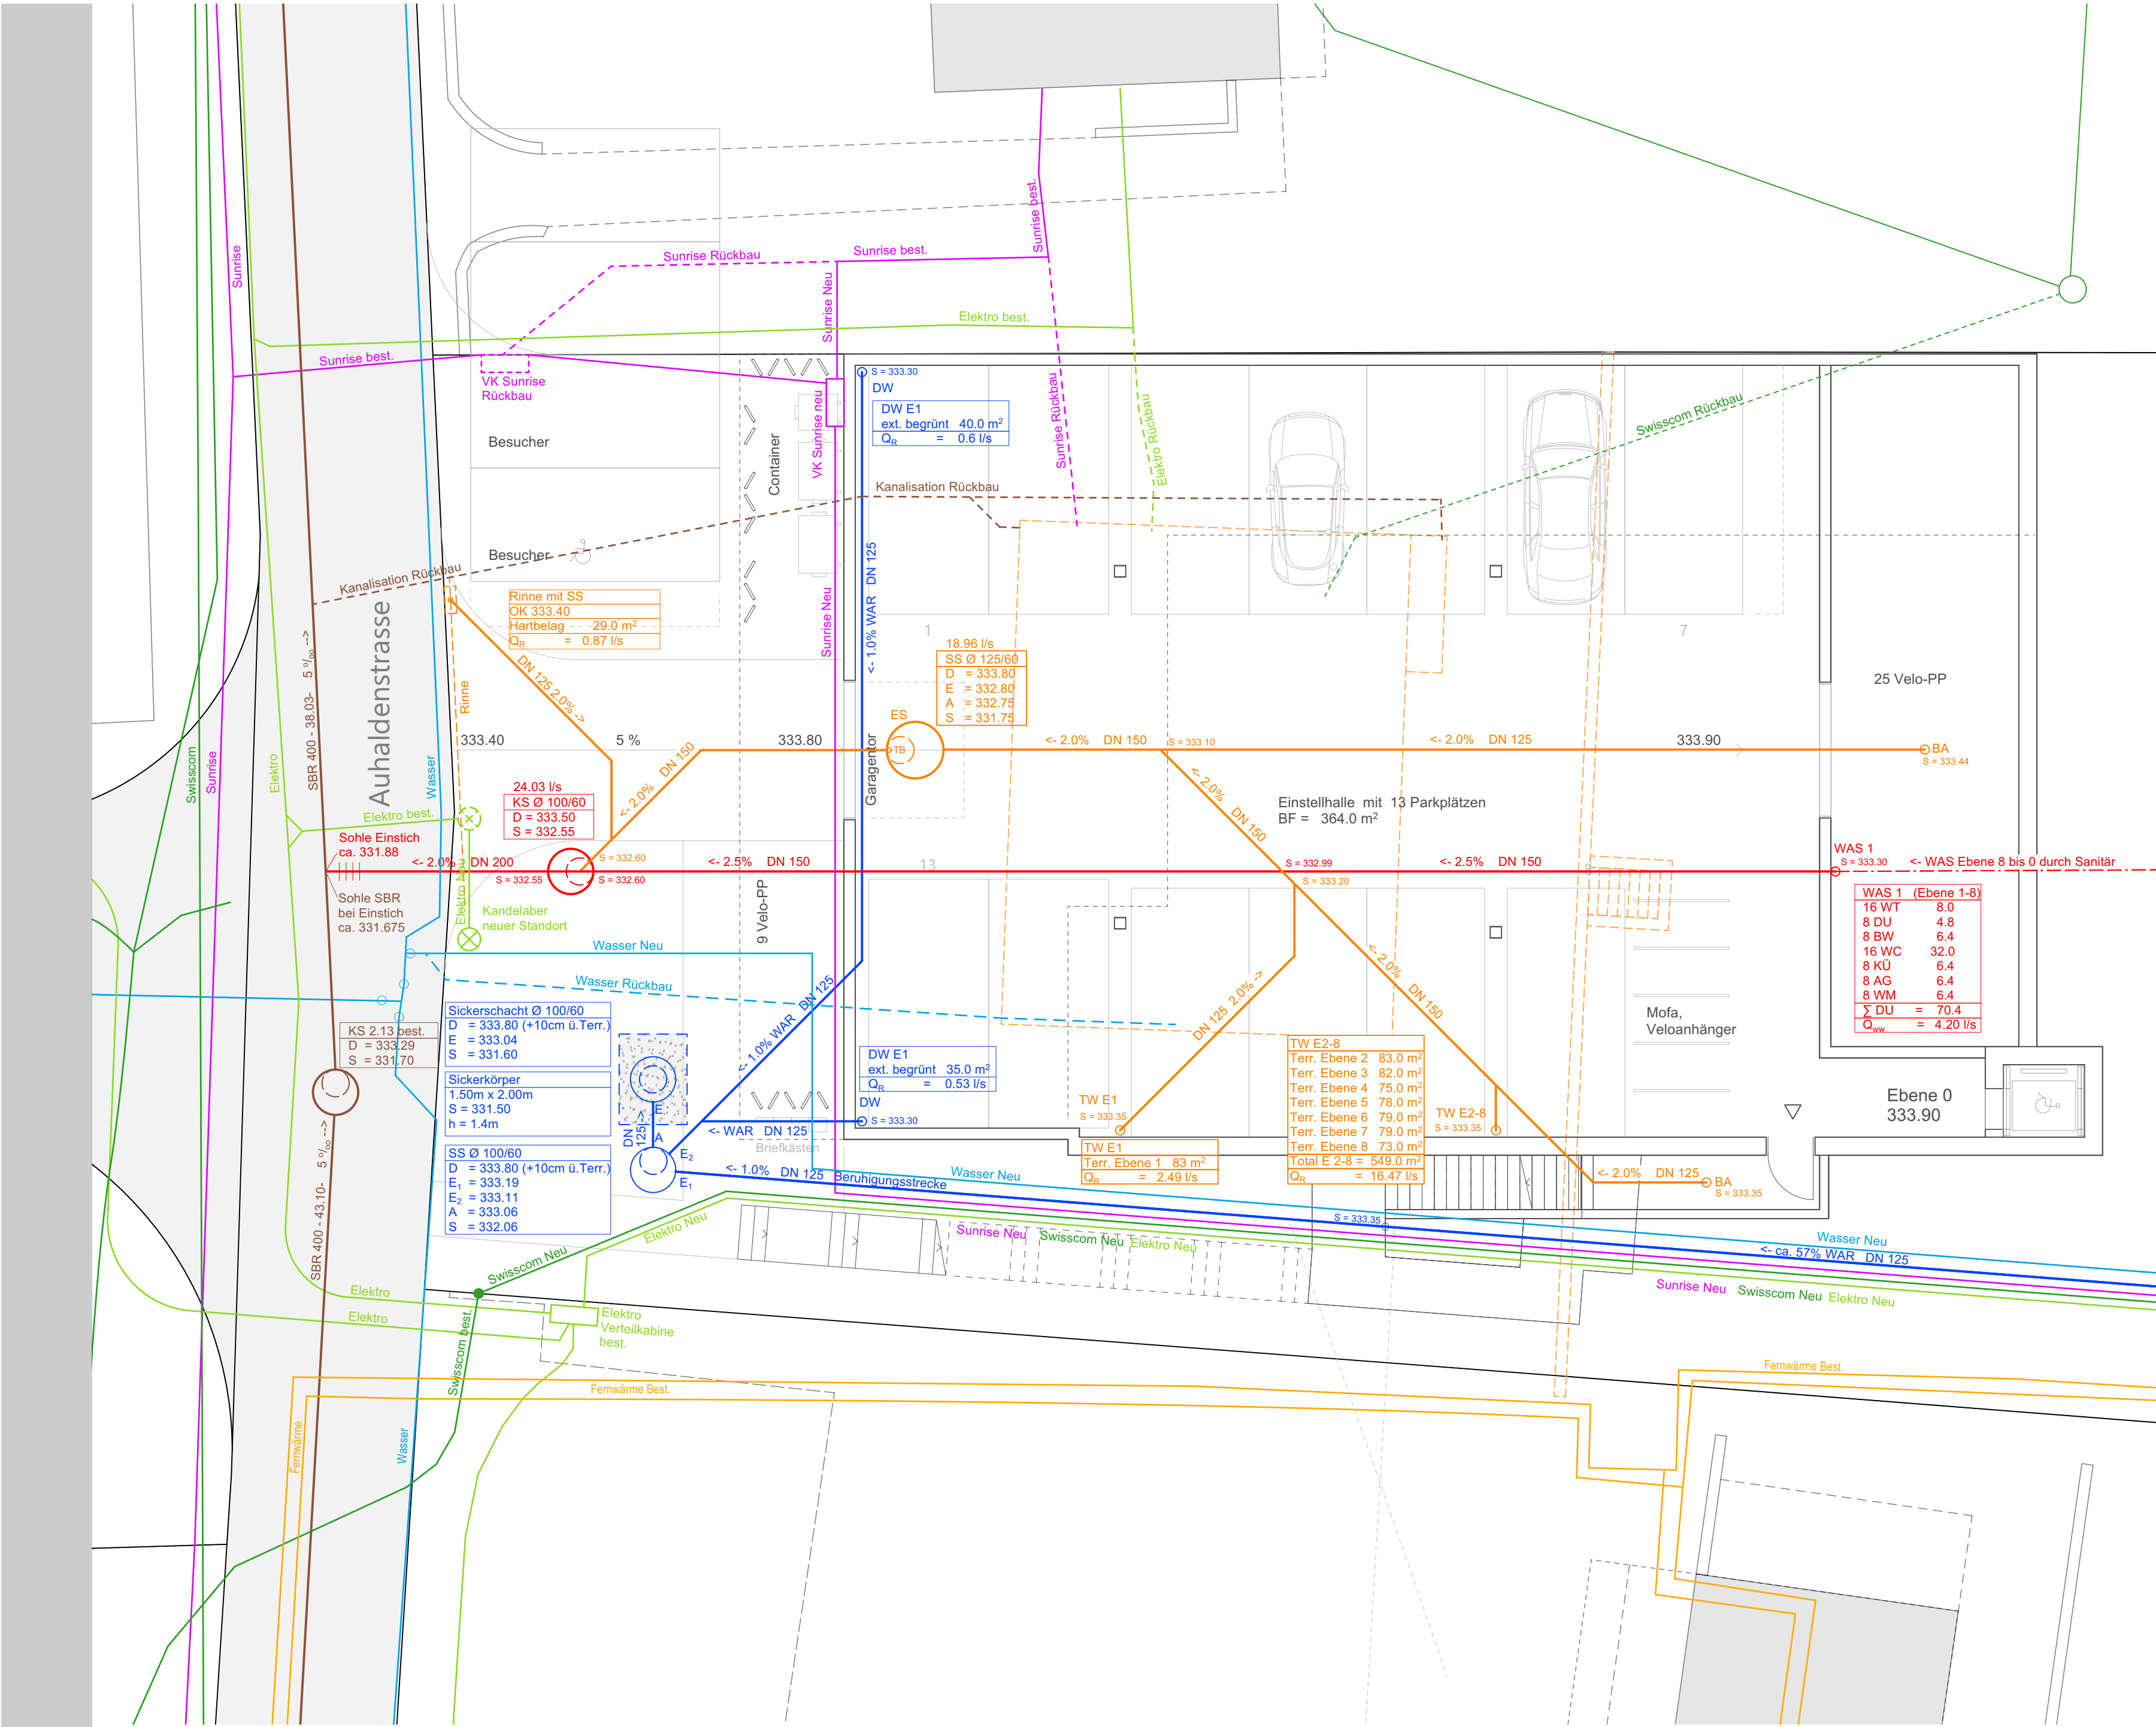 Sunrise
Sunrise best.
Sunrise Rückbau
Sunrise best.
Sunrise Neu
Elektro best.
Sunrise best.
VK Sunrise
Rückbau
VK Sunrise neu
Sunrise Rückbau
Elektro Rückbau
Swisscom Rückbau
S = 333.30
DW
DW E1
ext. begrünt 40.0 m²
QR = 0.6 l/s
Besucher
Container
Kanalisation Rückbau
Besucher
Kanalisation Rückbau
<- 1.0% WAR DN 125
Sunrise Neu
Rinne mit SS
OK 333.40
Hartbelag 29.0 m²
QR = 0.87 l/s
1
7
18.96 l/s
SS Ø 125/60
D = 333.80
E = 332.80
A = 332.75
S = 331.75
ES
TB
DN 125 2.0% ->
Rinne
Auhaldenstrasse
SBR 400 - 38.03- 5 °/₀₀ -->
Swisscom
Sunrise
Elektro
Wasser
333.40
5 %
333.80
Garagentor
<- 2.0% DN 150
S = 333.10
<- 2.0% DN 125
333.90
BA
S = 333.44
25 Velo-PP
<- 2.0% DN 150
24.03 l/s
KS Ø 100/60
D = 333.50
S = 332.55
Elektro best.
<- 2.0% DN 150
Einstellhalle mit 13 Parkplätzen
BF = 364.0 m²
Sohle Einstich
ca. 331.88
<- 2.0% DN 200
S = 332.60
S = 332.55
S = 332.60
<- 2.5% DN 150
13
S = 332.99
S = 333.20
<- 2.5% DN 150
8
WAS 1
S = 333.30
<- WAS Ebene 8 bis 0 durch Sanitär
WAS 1 (Ebene 1-8)
16 WT 8.0
8 DU 4.8
8 BW 6.4
16 WC 32.0
8 KÜ 6.4
8 AG 6.4
8 WM 6.4
∑ DU = 70.4
Qww = 4.20 l/s
Sohle SBR
bei Einstich
ca. 331.675
Elektro Neu
Kandelaber
neuer Standort
9 Velo-PP
Wasser Neu
Wasser Rückbau
<- 1.0% WAR DN 125
DN 125 2.0% ->
<- 2.0% DN 150
Mofa,
Veloanhänger
KS 2.13 best.
D = 333.29
S = 331.70
Sickerschacht Ø 100/60
D = 333.80 (+10cm ü.Terr.)
E = 333.04
S = 331.60
Sickerkörper
1.50m x 2.00m
S = 331.50
h = 1.4m
SS Ø 100/60
D = 333.80 (+10cm ü.Terr.)
E₁ = 333.19
E₂ = 333.11
A = 333.06
S = 332.06
E
DN 125->
A
E₂
E₁
DW E1
ext. begrünt 35.0 m²
QR = 0.53 l/s
DW
S = 333.30
<- WAR DN 125
Briefkästen
<- 1.0% DN 125 Beruhigungsstrecke
TW E1
S = 333.35
TW E1
Terr. Ebene 1 83 m²
QR = 2.49 l/s
TW E2-8
Terr. Ebene 2 83.0 m²
Terr. Ebene 3 82.0 m²
Terr. Ebene 4 75.0 m²
Terr. Ebene 5 78.0 m²
Terr. Ebene 6 79.0 m²
Terr. Ebene 7 79.0 m²
Terr. Ebene 8 73.0 m²
Total E 2-8 = 549.0 m²
QR = 16.47 l/s
TW E2-8
S = 333.35
Ebene 0
333.90
<- 2.0% DN 125
BA
S = 333.35
Wasser Neu
S = 333.35
SBR 400 - 43.10- 5 °/₀₀ -->
Swisscom Neu
Elektro Neu
Sunrise Neu
Swisscom Neu
Elektro Neu
Wasser Neu
<- ca. 57% WAR DN 125
Sunrise Neu
Swisscom Neu
Elektro Neu
Elektro
Elektro
Elektro
Verteilkabine
best.
Swisscom best.
Fernwärme Best.
Fernwärme Best.
Fernwärme
Wasser